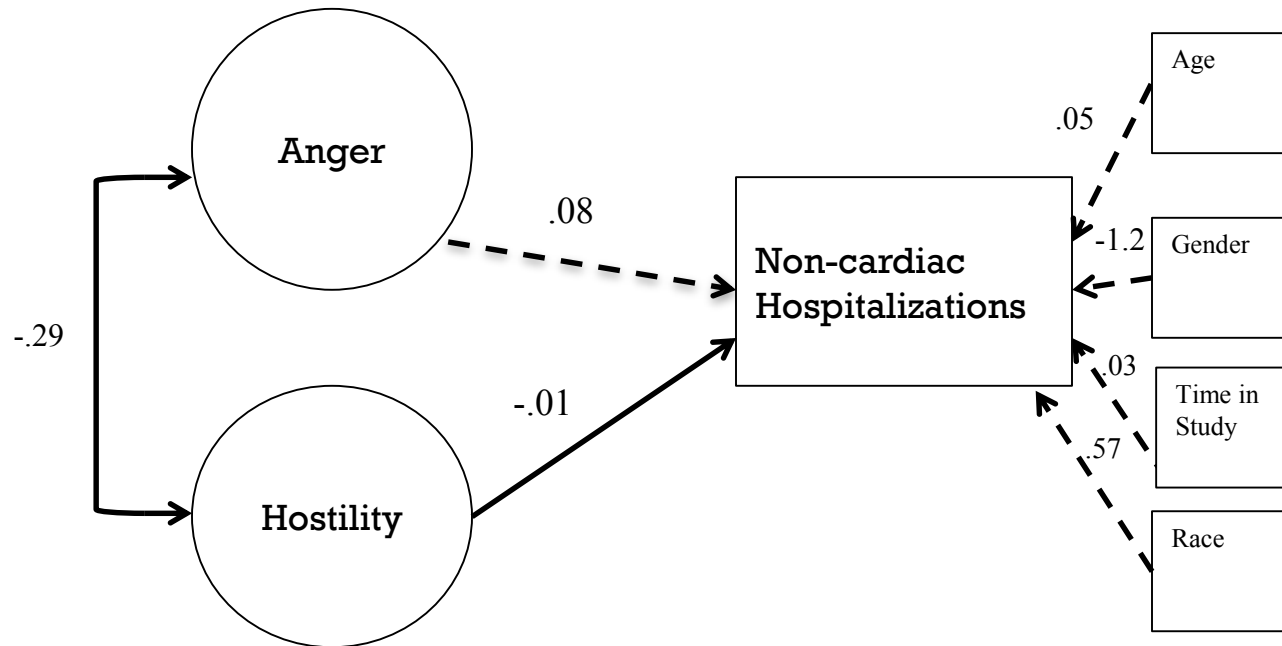 Age
.05
Anger
.08
-1.2
Gender
Non-cardiac
Hospitalizations
-.29
.03
Time in
Study
-.01
.57
Hostility
Race